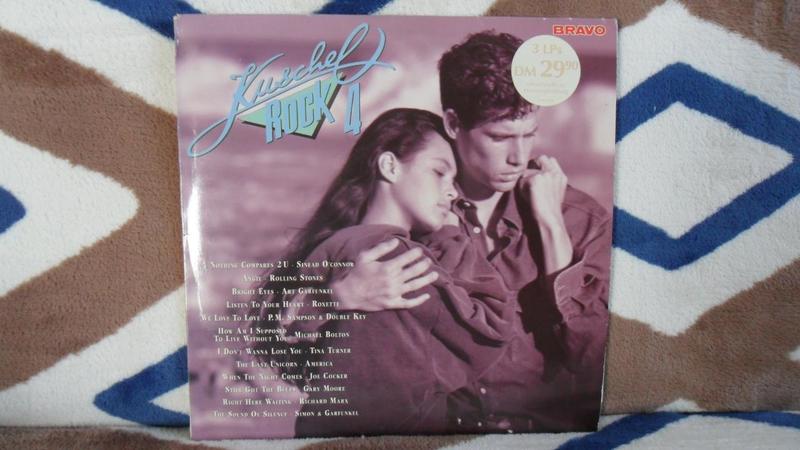 BRAVO
3 LPs
DM 29⁹⁰
Kuschel
ROCK 4
Nothing Compares 2 U · Sinead O'connor
Angie · Rolling Stones
Bright Eyes · Art Garfunkel
Listen To Your Heart · Roxette
We Love To Love · P.M. Sampson & Double Key
How Am I Supposed
To Live Without You · Michael Bolton
I Don't Wanna Lose You · Tina Turner
The Last Unicorn · America
When The Night Comes · Joe Cocker
Still Got The Blues · Gary Moore
Right Here Waiting · Richard Marx
The Sound Of Silence · Simon & Garfunkel